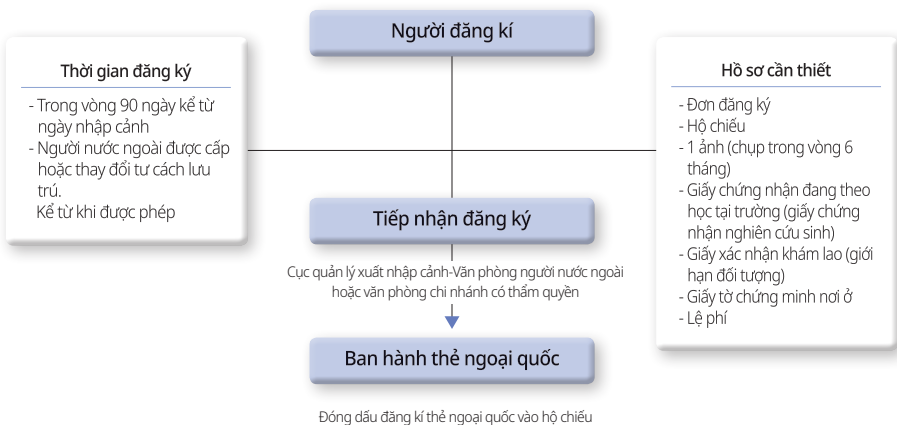 Người đăng kí
Thời gian đăng ký
- Trong vòng 90 ngày kể từ
ngày nhập cảnh
- Người nước ngoài được cấp
hoặc thay đổi tư cách lưu
trú.
Kể từ khi được phép
Hồ sơ cần thiết
- Đơn đăng ký
- Hộ chiếu
- 1 ảnh (chụp trong vòng 6
tháng)
- Giấy chứng nhận đang theo
học tại trường (giấy chứng
nhận nghiên cứu sinh)
- Giấy xác nhận khám lao (giới
hạn đối tượng)
- Giấy tờ chứng minh nơi ở
- Lệ phí
Tiếp nhận đăng ký
Cục quản lý xuất nhập cảnh-Văn phòng người nước ngoài
hoặc văn phòng chi nhánh có thẩm quyền
Ban hành thẻ ngoại quốc
Đóng dấu đăng kí thẻ ngoại quốc vào hộ chiếu